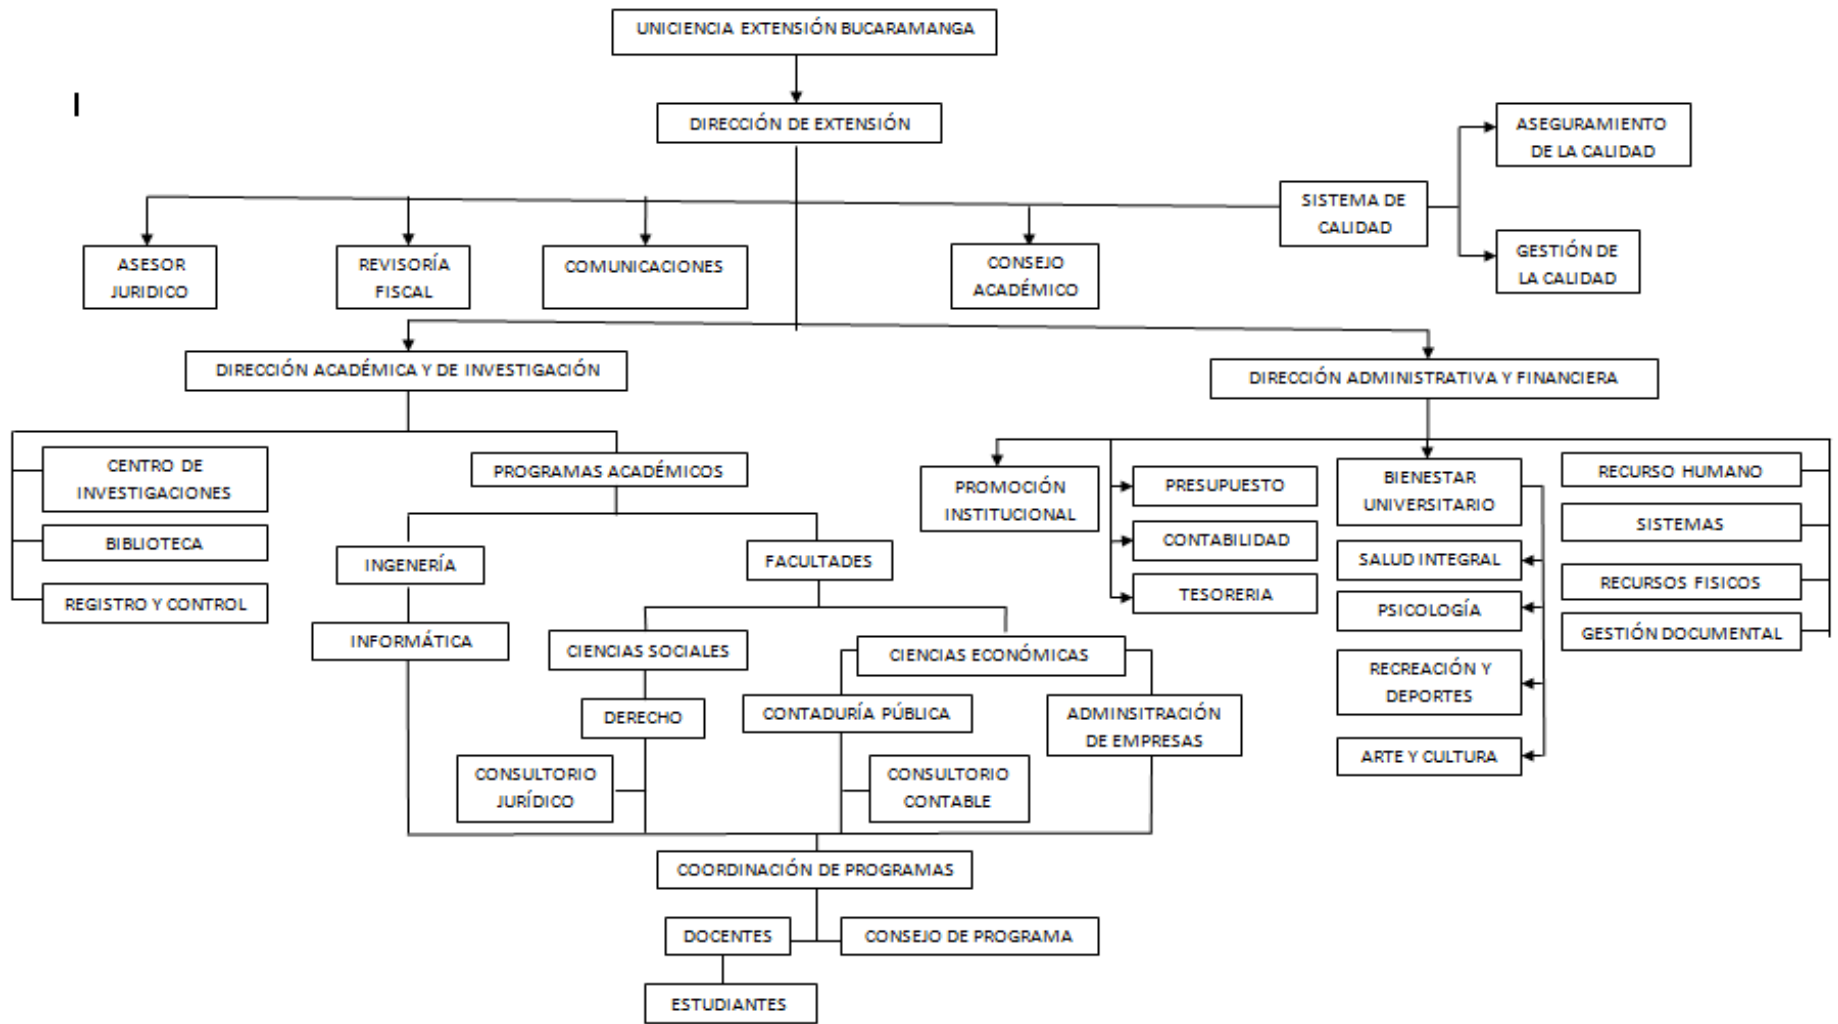 UNICIENCIA EXTENSIÓN BUCARAMANGA
I
DIRECCIÓN DE EXTENSIÓN
ASEGURAMIENTO
DE LA CALIDAD
SISTEMA DE
CALIDAD
GESTIÓN DE
LA CALIDAD
ASESOR
JURIDICO
REVISORÍA
FISCAL
COMUNICACIONES
CONSEJO
ACADÉMICO
DIRECCIÓN ACADÉMICA Y DE INVESTIGACIÓN
DIRECCIÓN ADMINISTRATIVA Y FINANCIERA
CENTRO DE
INVESTIGACIONES
BIBLIOTECA
REGISTRO Y CONTROL
PROGRAMAS ACADÉMICOS
INGENERÍA
INFORMÁTICA
FACULTADES
CIENCIAS SOCIALES
DERECHO
CONSULTORIO
JURÍDICO
CIENCIAS ECONÓMICAS
CONTADURÍA PÚBLICA
CONSULTORIO
CONTABLE
ADMINSITRACIÓN
DE EMPRESAS
COORDINACIÓN DE PROGRAMAS
DOCENTES
CONSEJO DE PROGRAMA
ESTUDIANTES
PROMOCIÓN
INSTITUCIONAL
PRESUPUESTO
CONTABILIDAD
TESORERIA
BIENESTAR
UNIVERSITARIO
SALUD INTEGRAL
PSICOLOGÍA
RECREACIÓN Y
DEPORTES
ARTE Y CULTURA
RECURSO HUMANO
SISTEMAS
RECURSOS FISICOS
GESTIÓN DOCUMENTAL